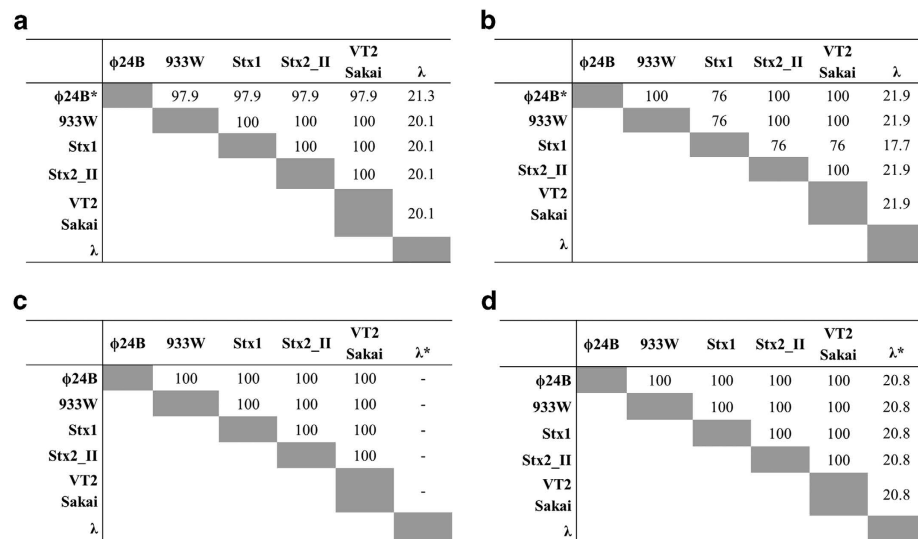 a
ϕ24B 933W Stx1 Stx2_II VT2 Sakai λ
ϕ24B* 97.9 97.9 97.9 97.9 21.3
933W 100 100 100 20.1
Stx1 100 100 20.1
Stx2_II 100 20.1
VT2 Sakai 20.1
λ
b
ϕ24B 933W Stx1 Stx2_II VT2 Sakai λ
ϕ24B* 100 76 100 100 21.9
933W 76 100 100 21.9
Stx1 76 76 17.7
Stx2_II 100 21.9
VT2 Sakai 21.9
λ
c
ϕ24B 933W Stx1 Stx2_II VT2 Sakai λ*
ϕ24B 100 100 100 100 -
933W 100 100 100 -
Stx1 100 100 -
Stx2_II 100 -
VT2 Sakai -
λ
d
ϕ24B 933W Stx1 Stx2_II VT2 Sakai λ*
ϕ24B 100 100 100 100 20.8
933W 100 100 100 20.8
Stx1 100 100 20.8
Stx2_II 100 20.8
VT2 Sakai 20.8
λ